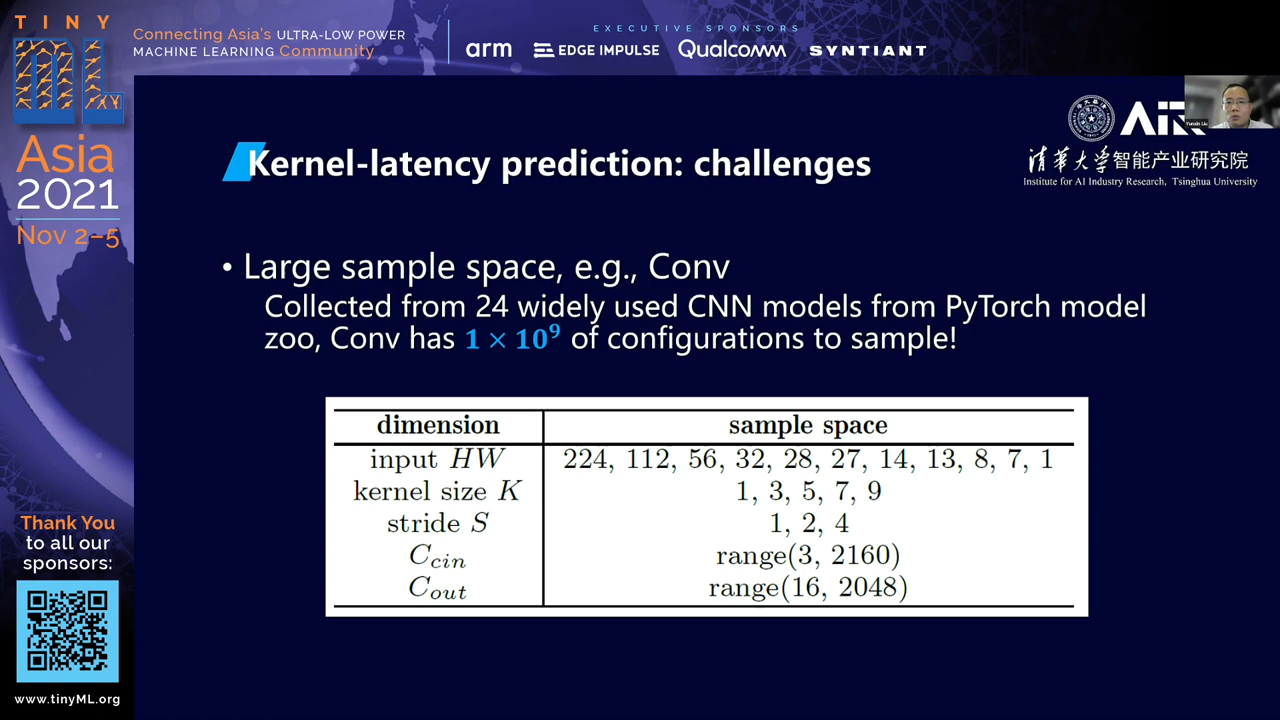 TINY
ML
Asia
2021
Nov 2–5
Connecting Asia's ULTRA-LOW POWER
MACHINE LEARNING Community
EXECUTIVE SPONSORS
arm
EDGE IMPULSE
Qualcomm
SYNTIANT
Yunxin Liu
清华大学智能产业研究院
Institute for AI Industry Research, Tsinghua University
Kernel-latency prediction: challenges
• Large sample space, e.g., Conv
Collected from 24 widely used CNN models from PyTorch model
zoo, Conv has 1 × 10⁹ of configurations to sample!
dimension sample space
input HW 224, 112, 56, 32, 28, 27, 14, 13, 8, 7, 1
kernel size K 1, 3, 5, 7, 9
stride S 1, 2, 4
C_cin range(3, 2160)
C_out range(16, 2048)
Thank You
to all our
sponsors:
www.tinyML.org